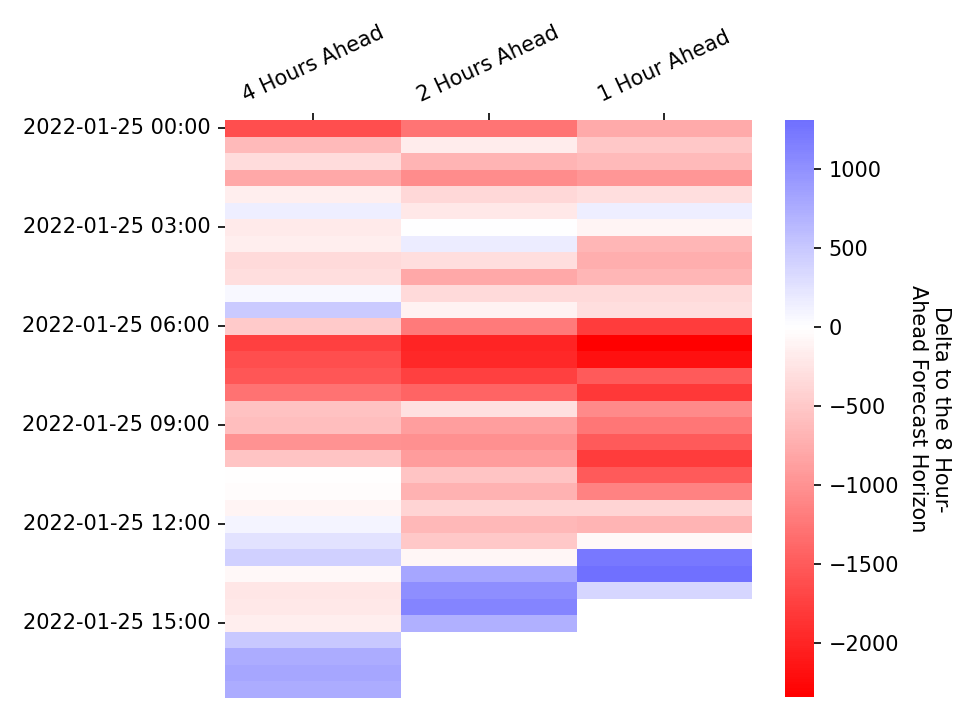 4 Hours Ahead
2 Hours Ahead
1 Hour Ahead
2022-01-25 00:00
2022-01-25 03:00
2022-01-25 06:00
2022-01-25 09:00
2022-01-25 12:00
2022-01-25 15:00
1000
500
0
−500
−1000
−1500
−2000
Delta to the 8 Hour-
Ahead Forecast Horizon